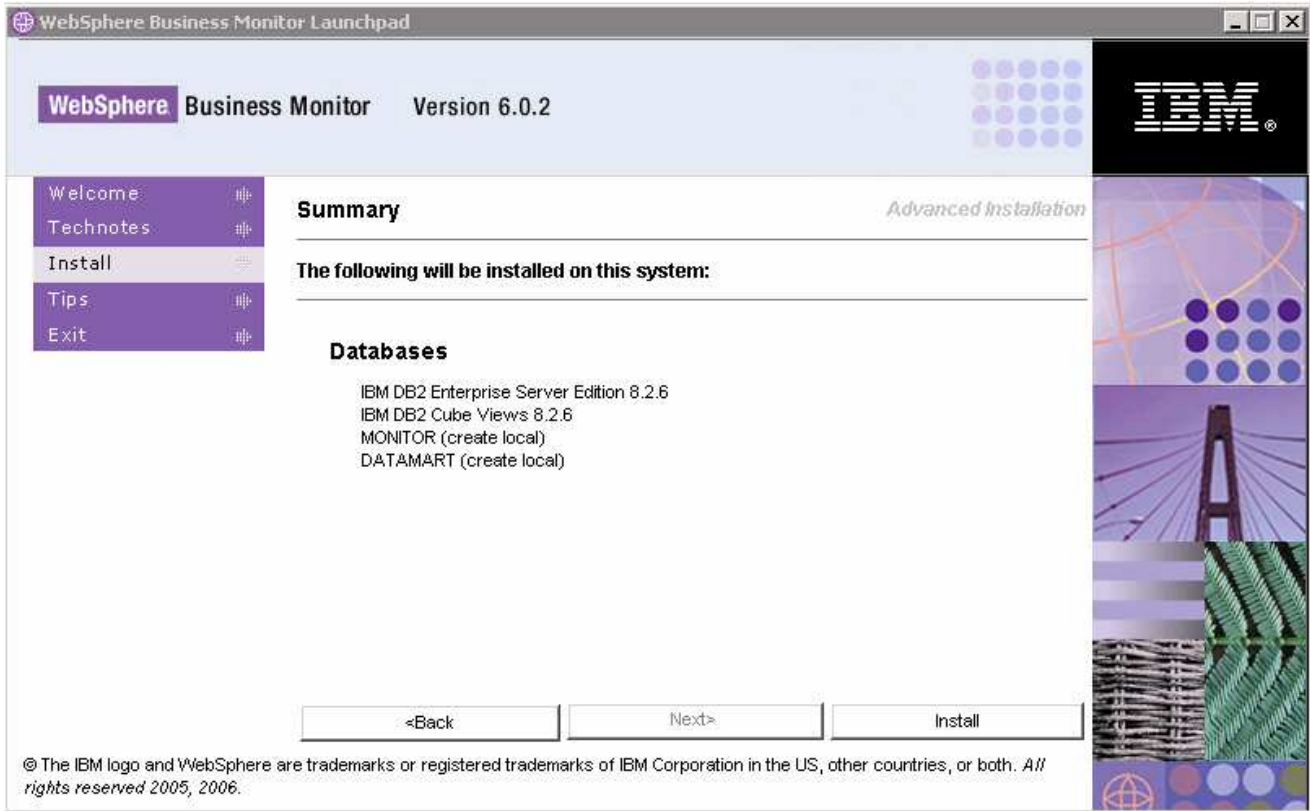 WebSphere Business Monitor Launchpad
WebSphere Business Monitor Version 6.0.2
IBM®
Welcome
Technotes
Install
Tips
Exit
Summary
Advanced Installation
The following will be installed on this system:
Databases
IBM DB2 Enterprise Server Edition 8.2.6
IBM DB2 Cube Views 8.2.6
MONITOR (create local)
DATAMART (create local)
<Back
Next>
Install
© The IBM logo and WebSphere are trademarks or registered trademarks of IBM Corporation in the US, other countries, or both. All
rights reserved 2005, 2006.